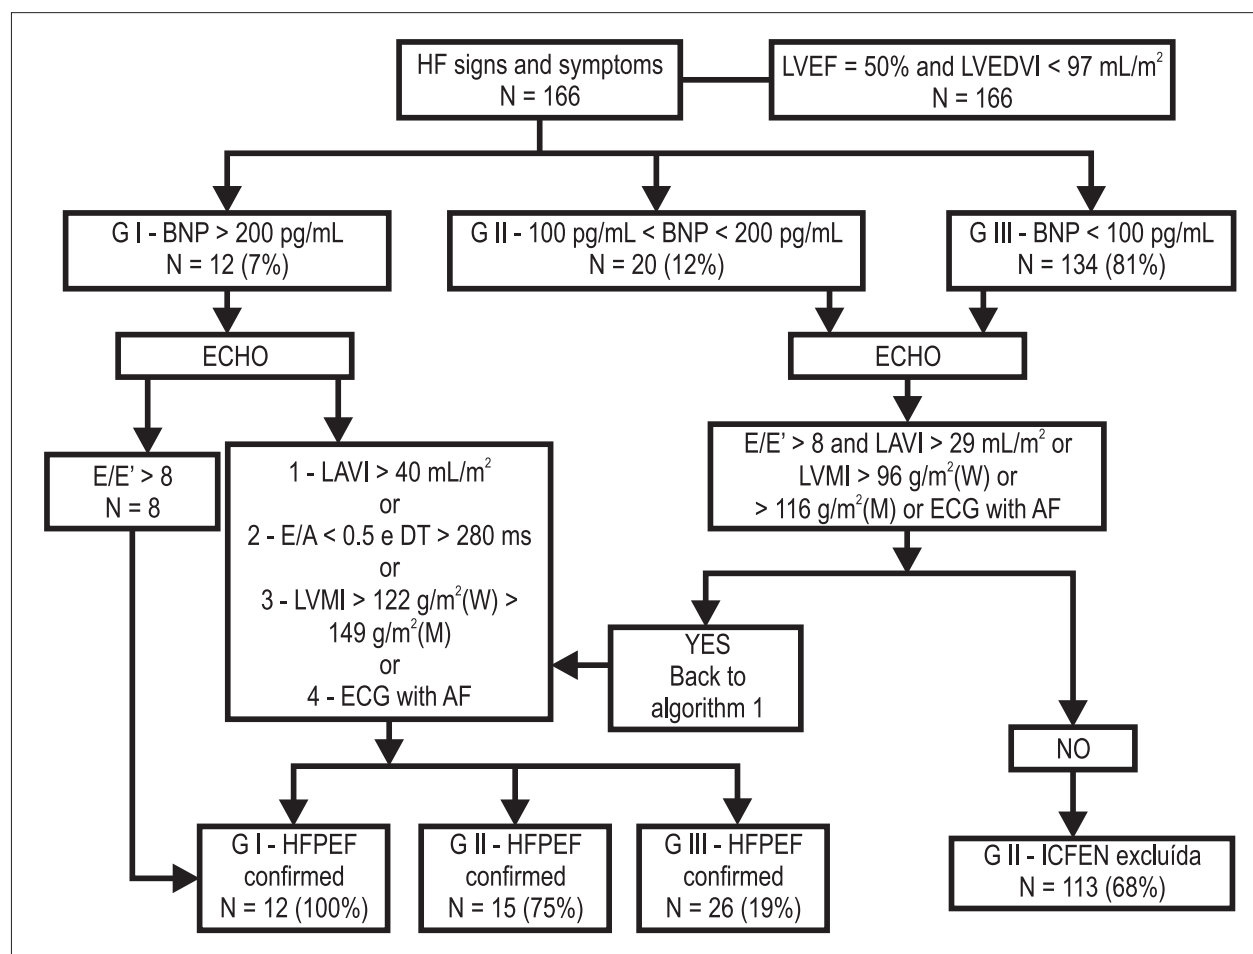 HF signs and symptoms
N = 166
LVEF = 50% and LVEDVI < 97 mL/m²
N = 166
G I - BNP > 200 pg/mL
N = 12 (7%)
G II - 100 pg/mL < BNP < 200 pg/mL
N = 20 (12%)
G III - BNP < 100 pg/mL
N = 134 (81%)
ECHO
ECHO
E/E' > 8
N = 8
1 - LAVI > 40 mL/m²
or
2 - E/A < 0.5 e DT > 280 ms
or
3 - LVMI > 122 g/m²(W) >
149 g/m²(M)
or
4 - ECG with AF
E/E' > 8 and LAVI > 29 mL/m² or
LVMI > 96 g/m²(W) or
> 116 g/m²(M) or ECG with AF
YES
Back to
algorithm 1
NO
G I - HFPEF
confirmed
N = 12 (100%)
G II - HFPEF
confirmed
N = 15 (75%)
G III - HFPEF
confirmed
N = 26 (19%)
G II - ICFEN excluída
N = 113 (68%)